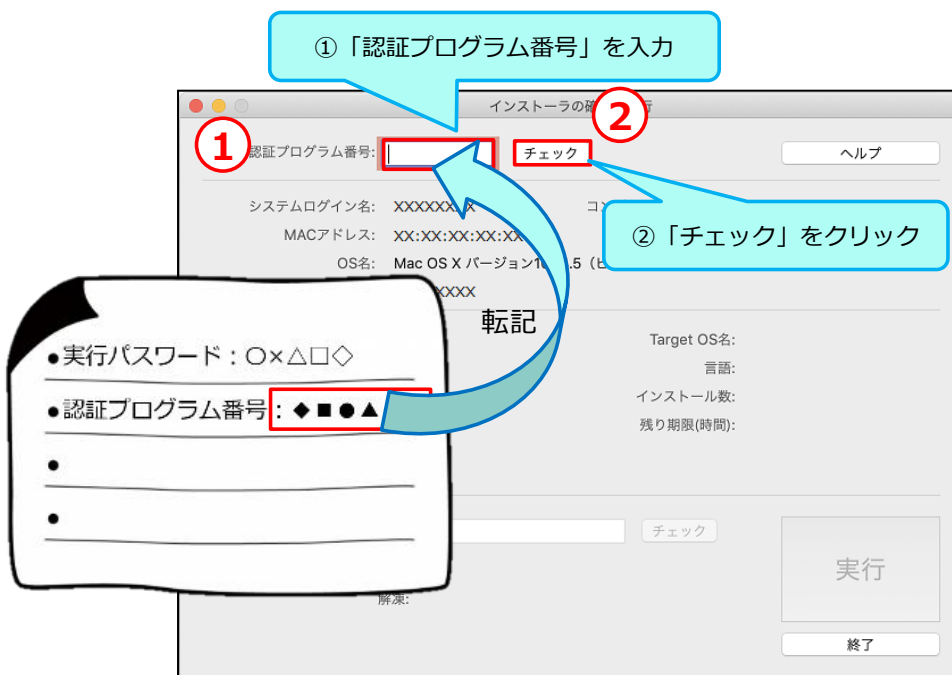 ①「認証プログラム番号」を入力
インストーラの確
1
2
認証プログラム番号:
チェック
ヘルプ
システムログイン名: XXXXXXXX
MACアドレス: XX:XX:XX:XX:XX
②「チェック」をクリック
OS名: Mac OS X バージョン10
.5
XXXX
転記
●実行パスワード：○×△□◇
●認証プログラム番号：◆■●▲
●
●
Target OS名:
言語:
インストール数:
残り期限(時間):
チェック
実行
解凍:
終了